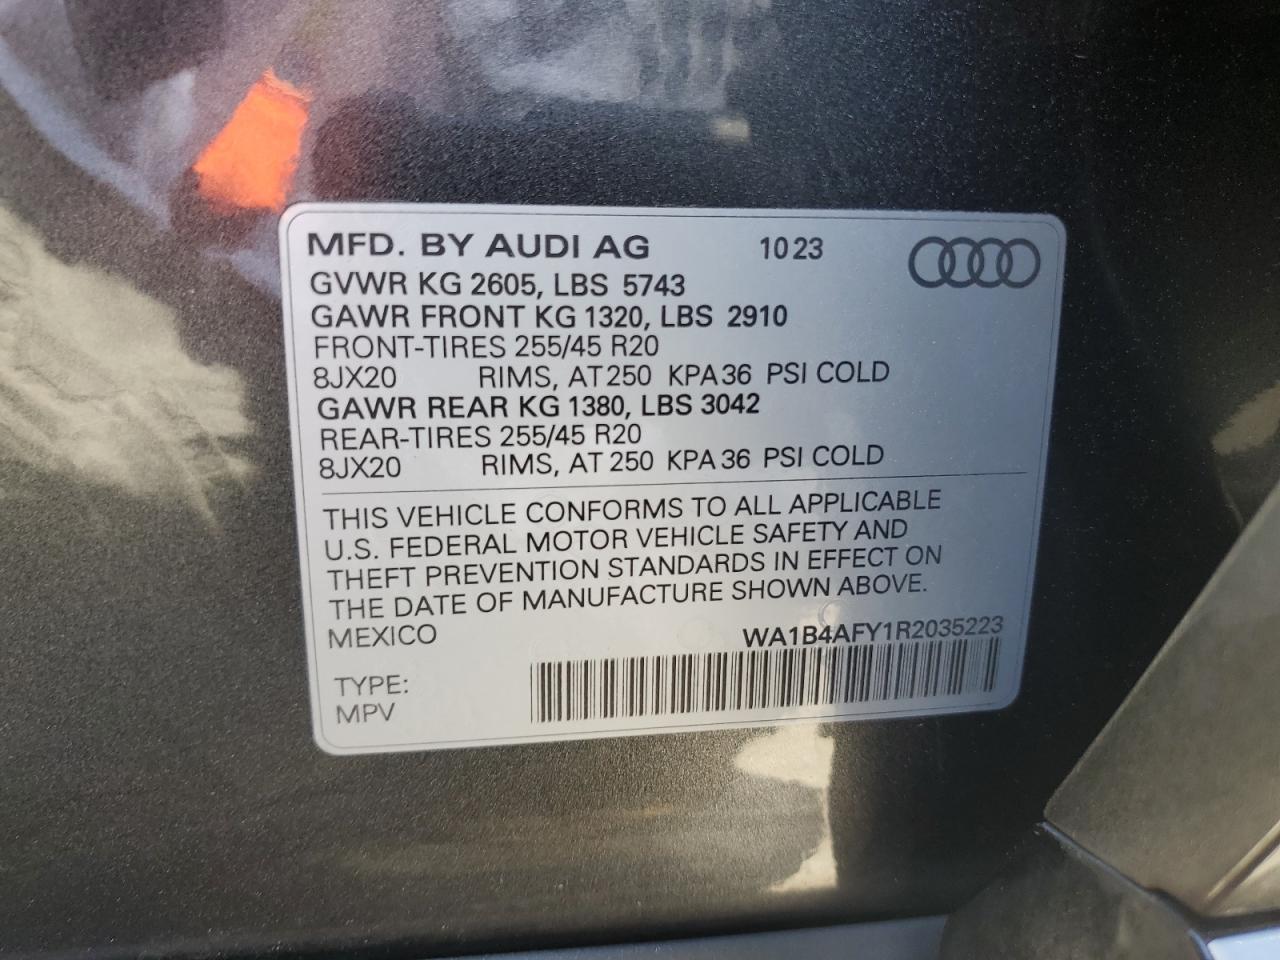 MFD. BY AUDI AG 10 23
GVWR KG 2605, LBS 5743
GAWR FRONT KG 1320, LBS 2910
FRONT-TIRES 255/45 R20
8JX20 RIMS, AT 250 KPA 36 PSI COLD
GAWR REAR KG 1380, LBS 3042
REAR-TIRES 255/45 R20
8JX20 RIMS, AT 250 KPA 36 PSI COLD
THIS VEHICLE CONFORMS TO ALL APPLICABLE
U.S. FEDERAL MOTOR VEHICLE SAFETY AND
THEFT PREVENTION STANDARDS IN EFFECT ON
THE DATE OF MANUFACTURE SHOWN ABOVE.
MEXICO WA1B4AFY1R2035223
TYPE:
MPV